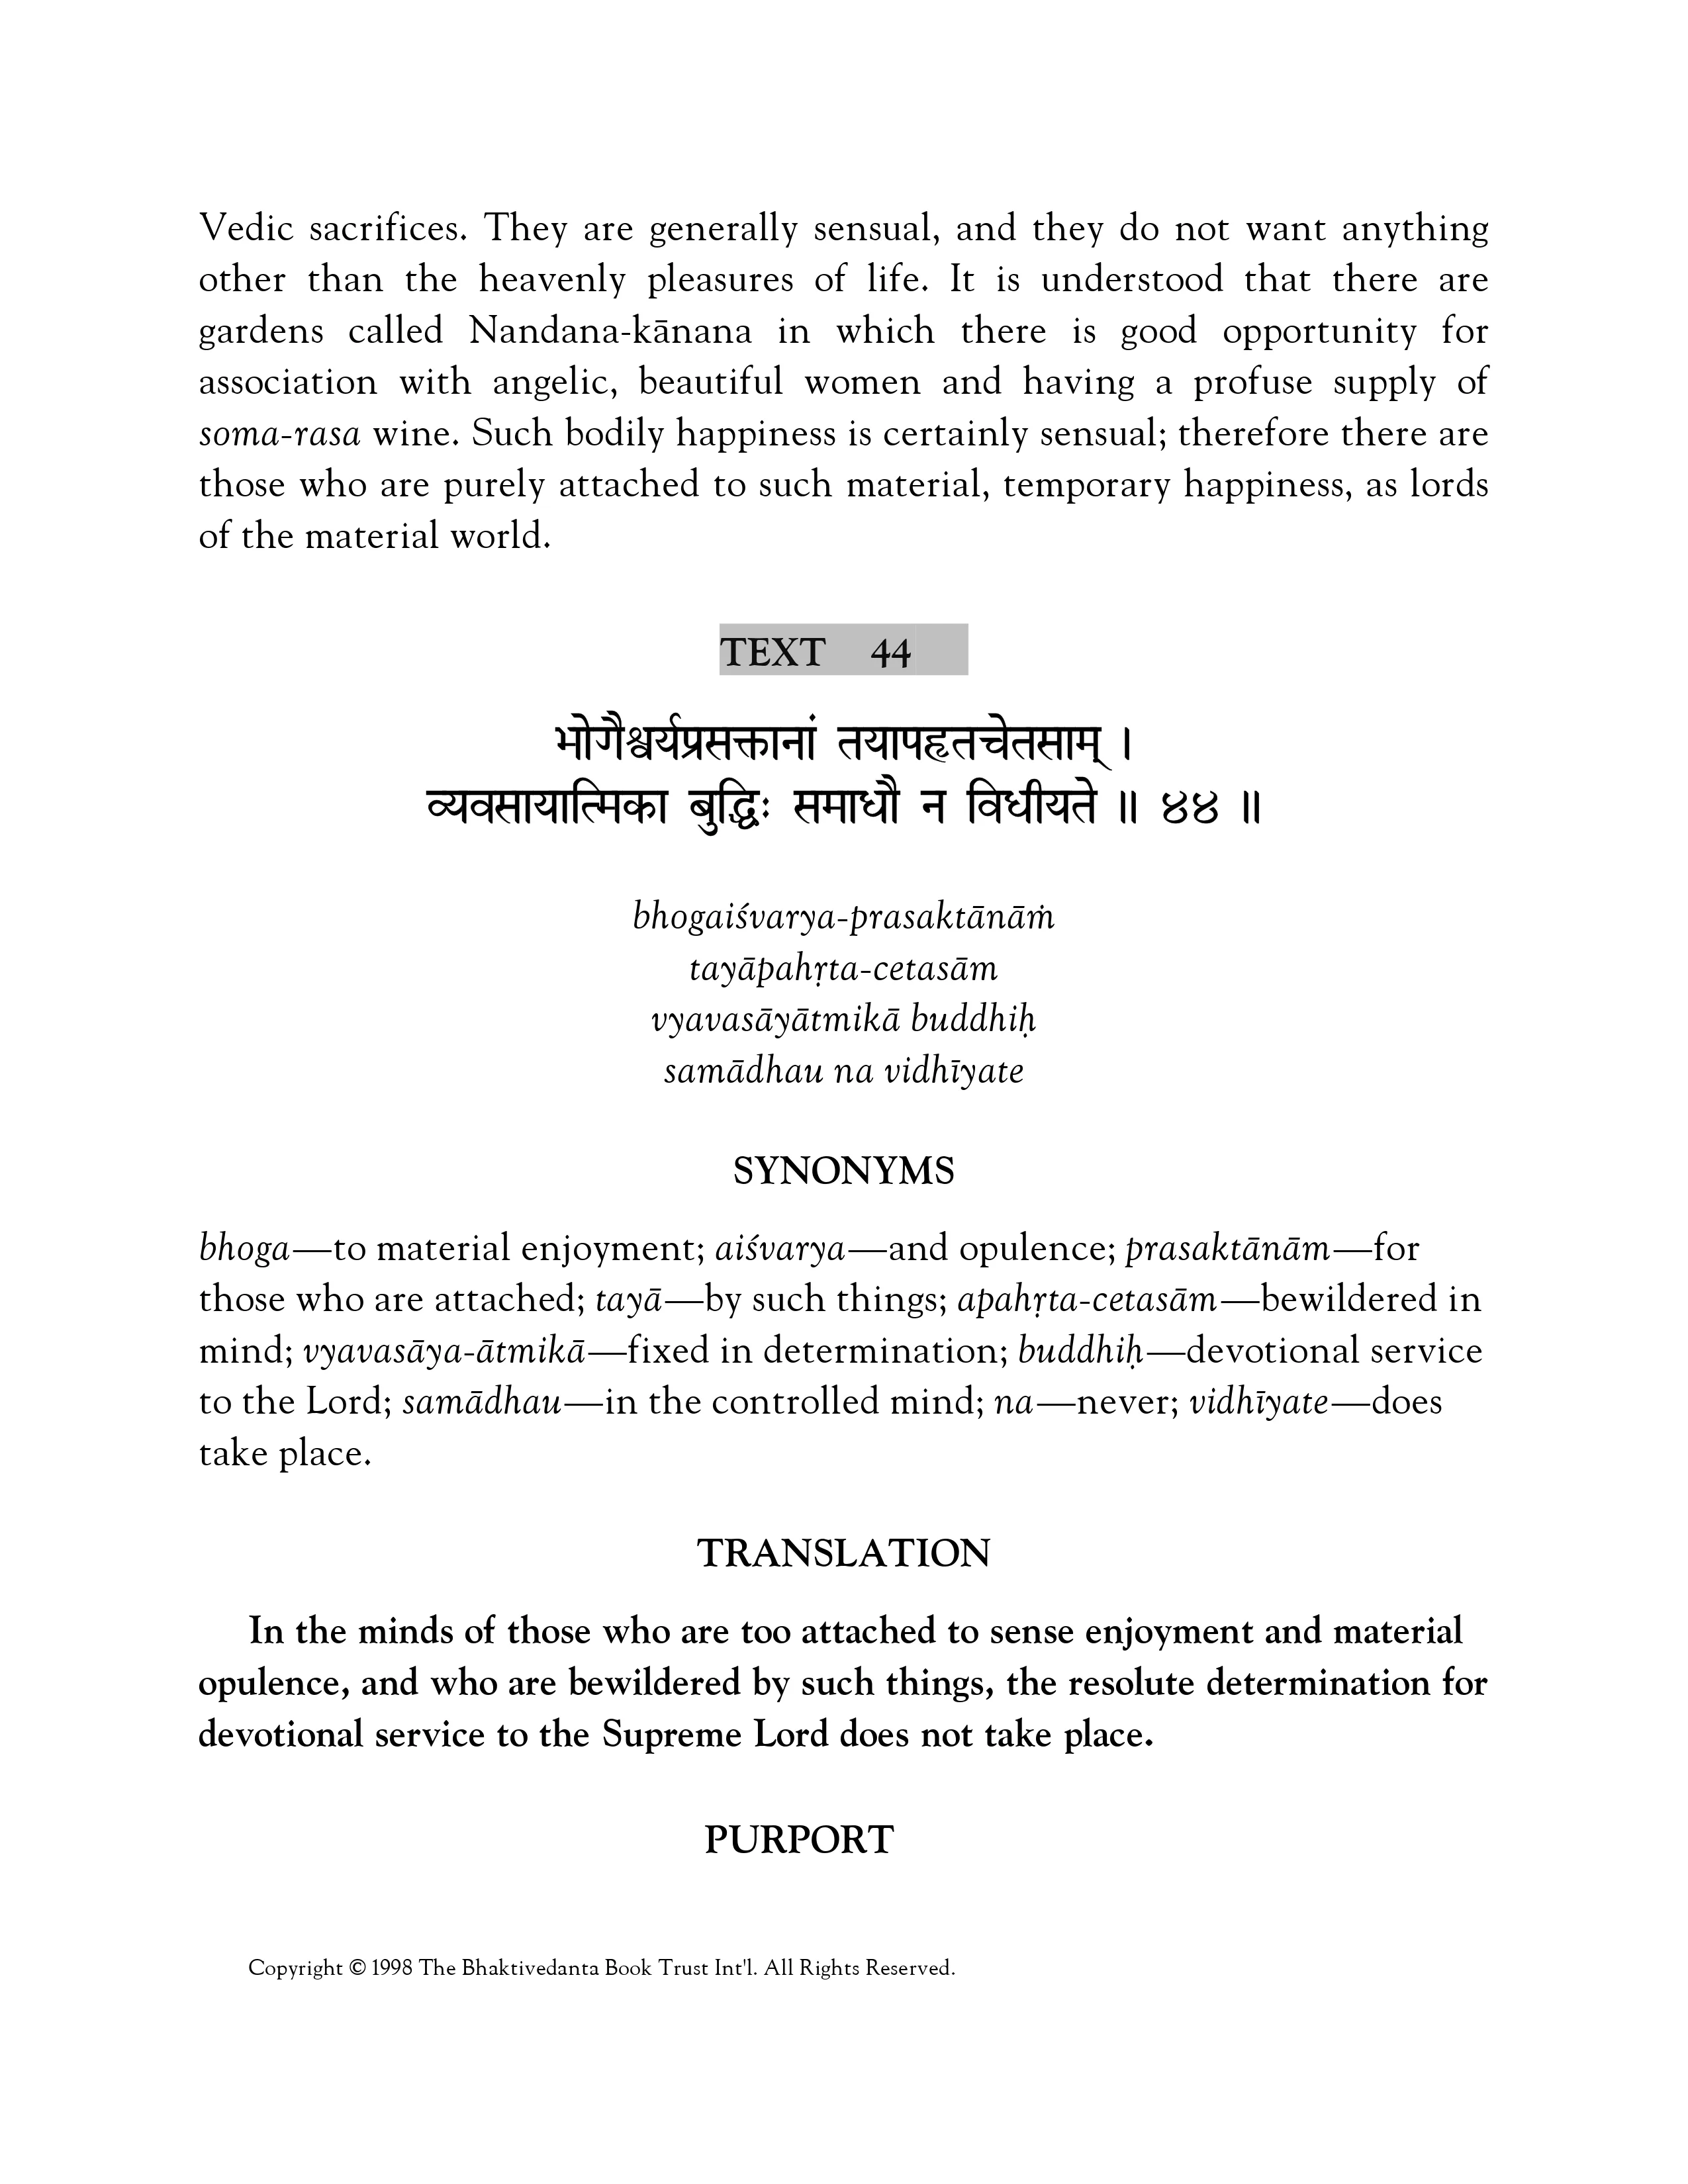 Vedic sacrifices. They are generally sensual, and they do not want anything
other than the heavenly pleasures of life. It is understood that there are
gardens called Nandana-kānana in which there is good opportunity for
association with angelic, beautiful women and having a profuse supply of
soma-rasa wine. Such bodily happiness is certainly sensual; therefore there are
those who are purely attached to such material, temporary happiness, as lords
of the material world.
TEXT 44
भोगैश्वर्यप्रसक्तानां तयापहृतचेतसाम् ।
व्यवसायात्मिका बुद्धिः समाधौ न विधीयते ॥ ४४ ॥
bhogaiśvarya-prasaktānāṁ
tayāpahṛta-cetasām
vyavasāyātmikā buddhiḥ
samādhau na vidhīyate
SYNONYMS
bhoga—to material enjoyment; aiśvarya—and opulence; prasaktānām—for
those who are attached; tayā—by such things; apahṛta-cetasām—bewildered in
mind; vyavasāya-ātmikā—fixed in determination; buddhiḥ—devotional service
to the Lord; samādhau—in the controlled mind; na—never; vidhīyate—does
take place.
TRANSLATION
In the minds of those who are too attached to sense enjoyment and material
opulence, and who are bewildered by such things, the resolute determination for
devotional service to the Supreme Lord does not take place.
PURPORT
Copyright © 1998 The Bhaktivedanta Book Trust Int'l. All Rights Reserved.